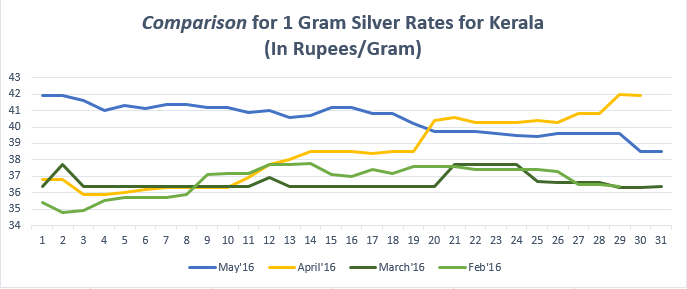 Comparison for 1 Gram Silver Rates for Kerala
(In Rupees/Gram)
43
42
41
40
39
38
37
36
35
34
1 2 3 4 5 6 7 8 9 10 11 12 13 14 15 16 17 18 19 20 21 22 23 24 25 26 27 28 29 30 31
May'16 April'16 March'16 Feb'16